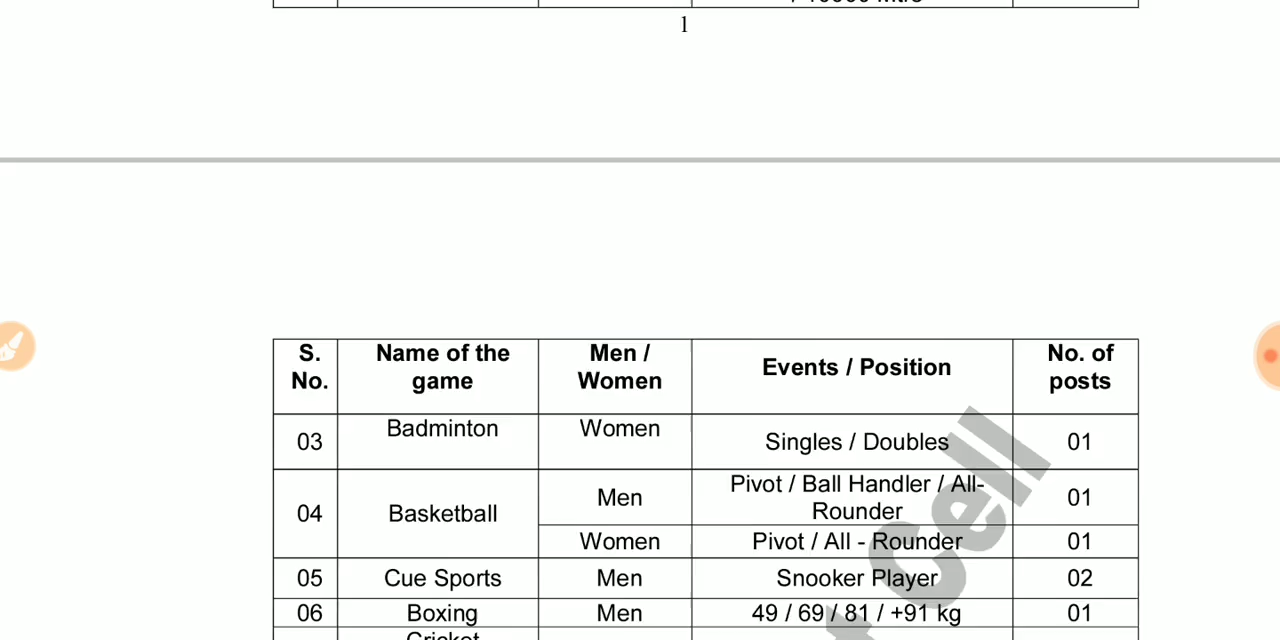 1
S. No. Name of the game Men / Women Events / Position No. of posts
03 Badminton Women Singles / Doubles 01
04 Basketball Men Pivot / Ball Handler / All-Rounder 01
Women Pivot / All - Rounder 01
05 Cue Sports Men Snooker Player 02
06 Boxing Men 49 / 69 / 81 / +91 kg 01
Cricket
Cell